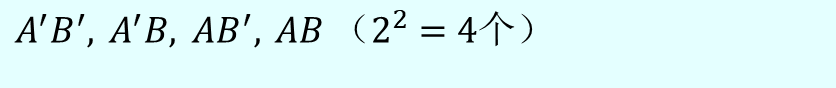 A′B′, A′B, AB′, AB （2² = 4个）